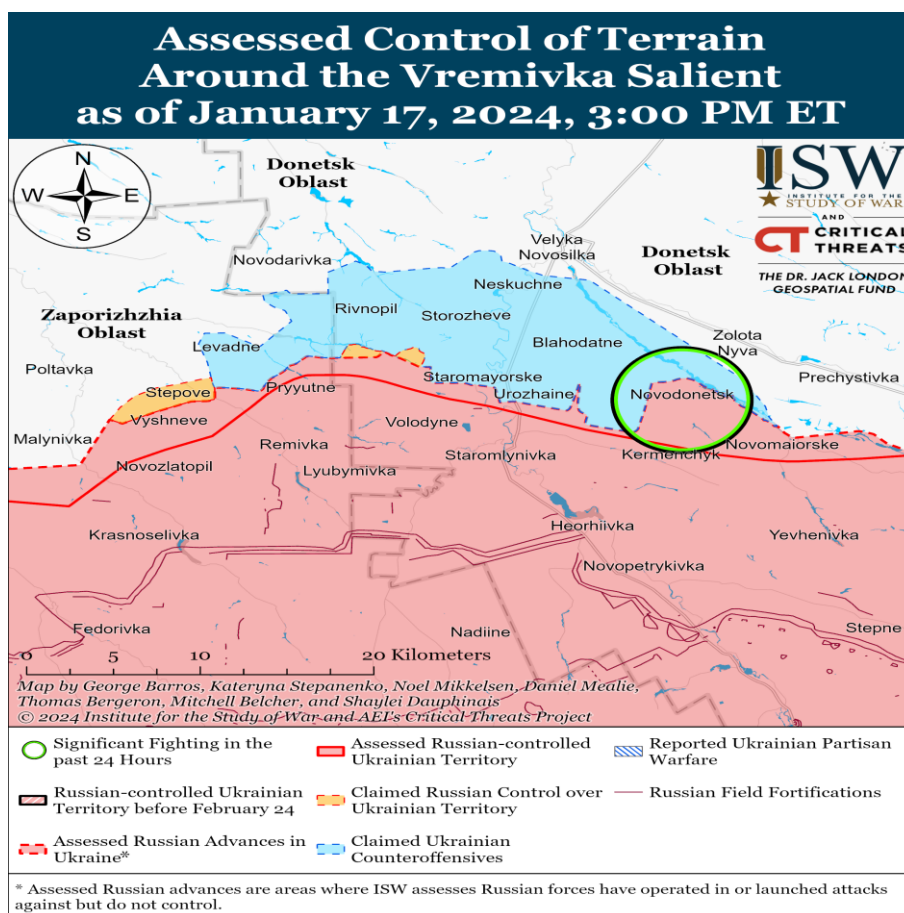 Assessed Control of Terrain
Around the Vremivka Salient
as of January 17, 2024, 3:00 PM ET
N
W
E
S
Donetsk
Oblast
ISW
INSTITUTE FOR THE
STUDY OF WAR
AND
CT CRITICAL
THREATS
THE DR. JACK LONDON
GEOSPATIAL FUND
Velyka
Novosilka
Donetsk
Oblast
Novodarivka
Neskuchne
Zaporizhzhia
Oblast
Rivnopil
Storozheve
Levadne
Blahodatne
Zolota
Nyva
Poltavka
Prechystivka
Staromayorske
Pryyutne
Stepove
Urozhaine
Novodonetsk
Vyshneve
Volodyne
Malynivka
Remivka
Novomaiorske
Staromlynivka
Kermenchyk
Novozlatopil
Lyubymivka
Heorhiivka
Krasnoselivka
Yevhenivka
Novopetrykivka
Fedorivka
Nadiine
Stepne
0 5 10 20 Kilometers
Map by George Barros, Kateryna Stepanenko, Noel Mikkelsen, Daniel Mealie,
Thomas Bergeron, Mitchell Belcher, and Shaylei Dauphinais
© 2024 Institute for the Study of War and AEI's Critical Threats Project
Significant Fighting in the
past 24 Hours
Russian-controlled Ukrainian
Territory before February 24
Assessed Russian Advances in
Ukraine*
Assessed Russian-controlled
Ukrainian Territory
Claimed Russian Control over
Ukrainian Territory
Claimed Ukrainian
Counteroffensives
Reported Ukrainian Partisan
Warfare
Russian Field Fortifications
* Assessed Russian advances are areas where ISW assesses Russian forces have operated in or launched attacks
against but do not control.